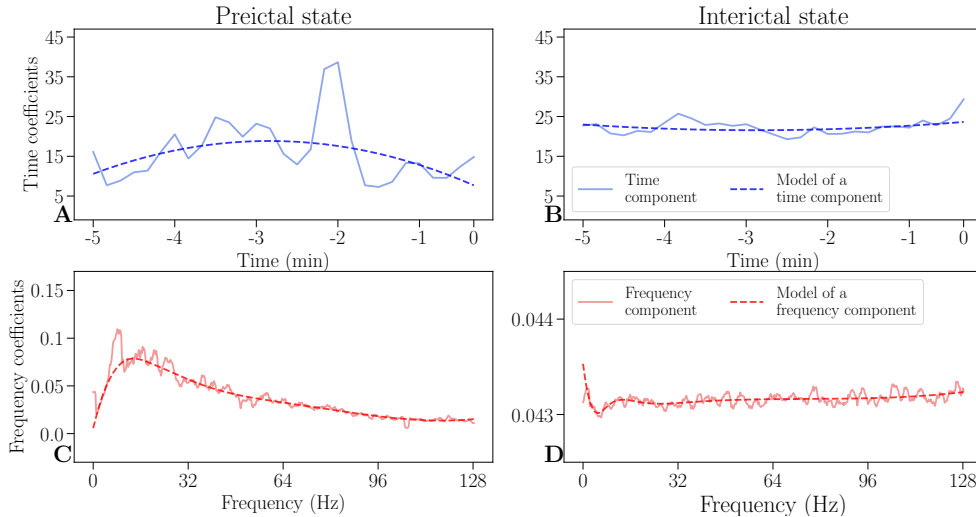 Preictal state
Interictal state
Time coefficients
45
35
25
15
5
A
-5
-4
-3
-2
-1
0
Time (min)
45
35
25
15
5
B
Time
component
Model of a
time component
-5
-4
-3
-2
-1
0
Time (min)
Frequency coefficients
0.15
0.1
0.05
0.0
C
0
32
64
96
128
Frequency (Hz)
0.044
0.043
D
Frequency
component
Model of a
frequency component
0
32
64
96
128
Frequency (Hz)